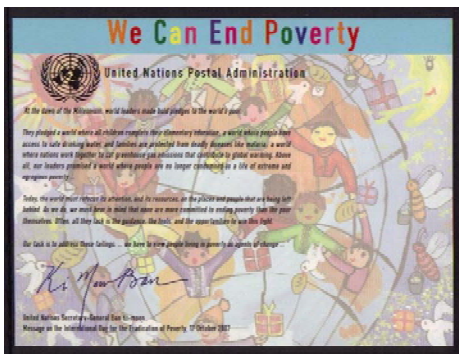 We Can End Poverty
United Nations Postal Administration
At the dawn of the Millennium, world leaders made bold pledges to the world's poor.
They pledged a world where all children complete their elementary education, a world where people have
access to safe drinking water, and families are protected from deadly diseases like malaria; a world
where nations work together to cut greenhouse gas emissions that contribute to global warming. Above
all, our leaders promised a world where people are no longer condemned to a life of extreme and
egregious poverty.
Today, the world must refocus its attention, and its resources, on the places and people that are being left
behind. As we do, we must bear in mind that none are more committed to ending poverty than the poor
themselves. Often, all they lack is the guidance, the tools, and the opportunities to win this fight.
Our task is to address these failings ... we have to view people living in poverty as agents of change ...
Ki Moon Ban
United Nations Secretary-General Ban Ki-moon
Message on the International Day for the Eradication of Poverty, 17 October 2007